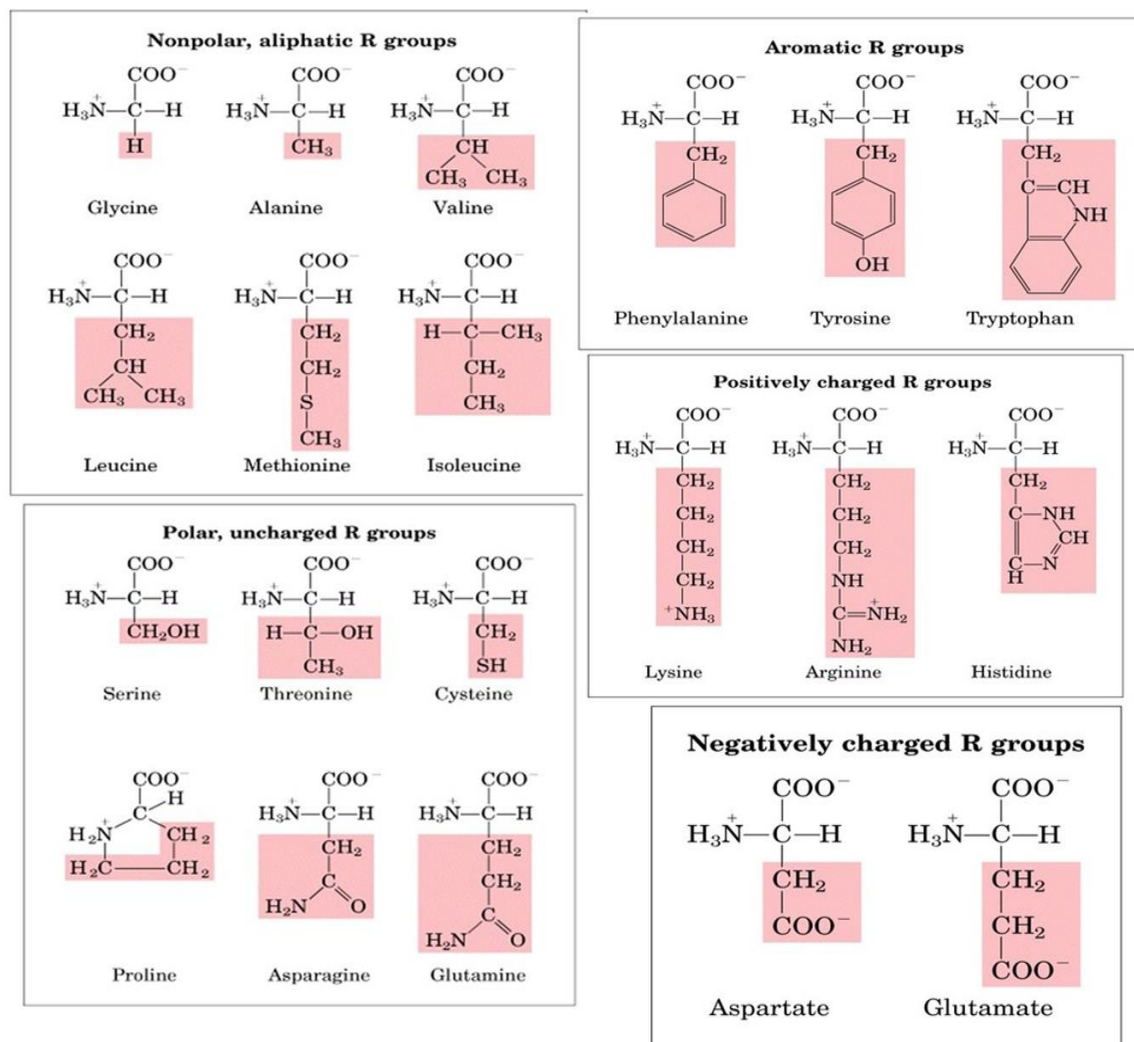 Nonpolar, aliphatic R groups
COO⁻ COO⁻ COO⁻
H₃N⁺—C—H H₃N⁺—C—H H₃N⁺—C—H
H CH₃ CH
CH₃ CH₃
Glycine Alanine Valine
COO⁻ COO⁻ COO⁻
H₃N⁺—C—H H₃N⁺—C—H H₃N⁺—C—H
CH₂ CH₂ H—C—CH₃
CH CH₂ CH₂
CH₃ CH₃ S CH₃
CH₃
Leucine Methionine Isoleucine
Aromatic R groups
COO⁻ COO⁻ COO⁻
H₃N⁺—C—H H₃N⁺—C—H H₃N⁺—C—H
CH₂ CH₂ CH₂
C=CH
NH
OH
Phenylalanine Tyrosine Tryptophan
Positively charged R groups
COO⁻ COO⁻ COO⁻
H₃N⁺—C—H H₃N⁺—C—H H₃N⁺—C—H
CH₂ CH₂ CH₂
CH₂ CH₂ C—NH
CH₂ CH₂ CH
CH₂ NH C—N
⁺NH₃ C=N⁺H₂ H
NH₂
Lysine Arginine Histidine
Polar, uncharged R groups
COO⁻ COO⁻ COO⁻
H₃N⁺—C—H H₃N⁺—C—H H₃N⁺—C—H
CH₂OH H—C—OH CH₂
CH₃ SH
Serine Threonine Cysteine
COO⁻ COO⁻ COO⁻
H
C H₃N⁺—C—H H₃N⁺—C—H
H₂N⁺ CH₂ CH₂ CH₂
H₂C—CH₂ C CH₂
H₂N O C
H₂N O
Proline Asparagine Glutamine
Negatively charged R groups
COO⁻ COO⁻
H₃N⁺—C—H H₃N⁺—C—H
CH₂ CH₂
COO⁻ CH₂
COO⁻
Aspartate Glutamate